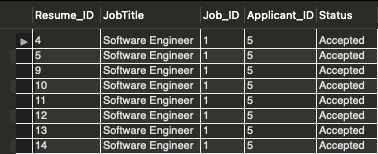 Resume_ID JobTitle Job_ID Applicant_ID Status
4 Software Engineer 1 5 Accepted
5 Software Engineer 1 5 Accepted
9 Software Engineer 1 5 Accepted
10 Software Engineer 1 5 Accepted
11 Software Engineer 1 5 Accepted
12 Software Engineer 1 5 Accepted
13 Software Engineer 1 5 Accepted
14 Software Engineer 1 5 Accepted